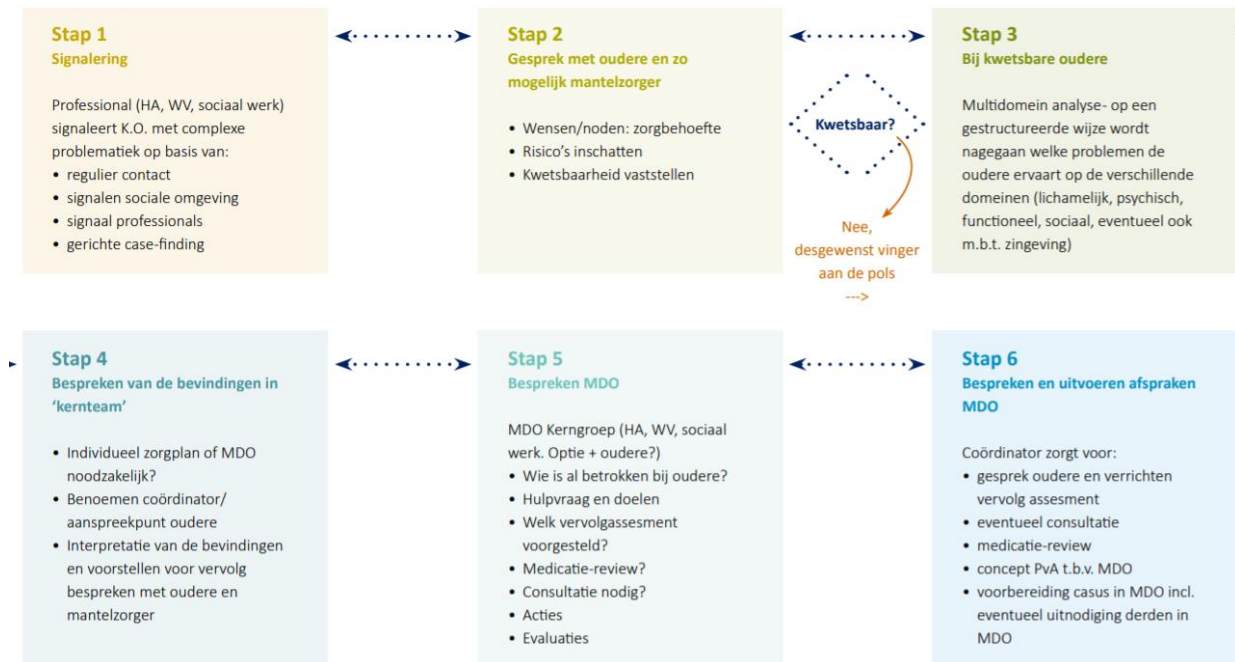 Stap 1
Signalering
Professional (HA, WV, sociaal werk)
signaleert K.O. met complexe
problematiek op basis van:
• regulier contact
• signalen sociale omgeving
• signaal professionals
• gerichte case-finding
Stap 2
Gesprek met oudere en zo
mogelijk mantelzorger
• Wensen/noden: zorgbehoefte
• Risico's inschatten
• Kwetsbaarheid vaststellen
Kwetsbaar?
Nee,
desgewenst vinger
aan de pols
--->
Stap 3
Bij kwetsbare oudere
Multidomein analyse- op een
gestructureerde wijze wordt
nagegaan welke problemen de
oudere ervaart op de verschillende
domeinen (lichamelijk, psychisch,
functioneel, sociaal, eventueel ook
m.b.t. zingeving)
Stap 4
Bespreken van de bevindingen in
‘kernteam’
• Individueel zorgplan of MDO
noodzakelijk?
• Benoemen coördinator/
aanspreekpunt oudere
• Interpretatie van de bevindingen
en voorstellen voor vervolg
bespreken met oudere en
mantelzorger
Stap 5
Bespreken MDO
MDO Kerngroep (HA, WV, sociaal
werk. Optie + oudere?)
• Wie is al betrokken bij oudere?
• Hulpvraag en doelen
• Welk vervolgassesment
voorgesteld?
• Medicatie-review?
• Consultatie nodig?
• Acties
• Evaluaties
Stap 6
Bespreken en uitvoeren afspraken
MDO
Coördinator zorgt voor:
• gesprek oudere en verrichten
vervolg assesment
• eventueel consultatie
• medicatie-review
• concept PvA t.b.v. MDO
• voorbereiding casus in MDO incl.
eventueel uitnodiging derden in
MDO